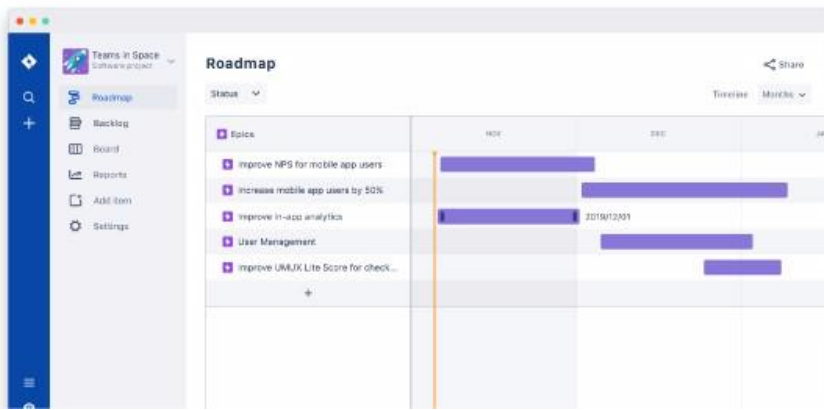 Teams in Space
Software project
Roadmap
Backlog
Board
Reports
Add item
Settings
Roadmap
Share
Status
Timeline
Months
Epics
NOV
DEC
Improve NPS for mobile app users
Increase mobile app users by 50%
Improve in-app analytics
2019/12/01
User Management
Improve UMUX Lite Score for check...